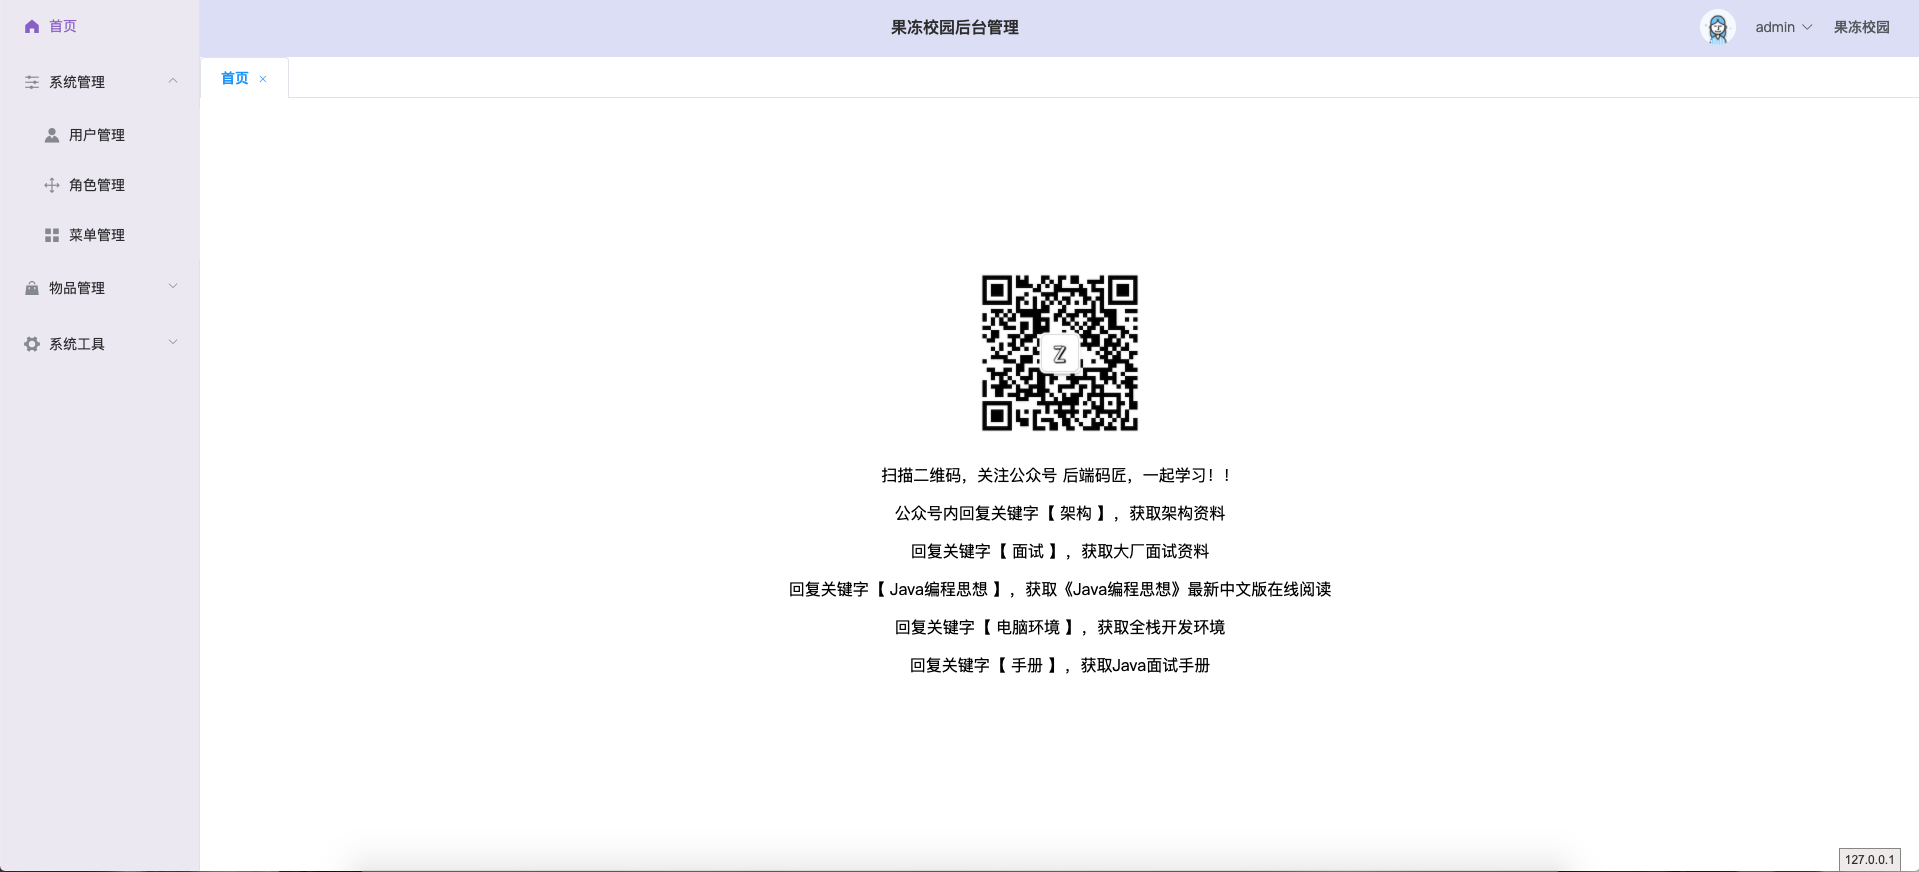 首页
果冻校园后台管理
admin
果冻校园
系统管理
首页
用户管理
角色管理
菜单管理
物品管理
系统工具
Z
扫描二维码，关注公众号 后端码匠，一起学习！！
公众号内回复关键字【 架构 】，获取架构资料
回复关键字【 面试 】，获取大厂面试资料
回复关键字【 Java编程思想 】，获取《Java编程思想》最新中文版在线阅读
回复关键字【 电脑环境 】，获取全栈开发环境
回复关键字【 手册 】，获取Java面试手册
127.0.0.1